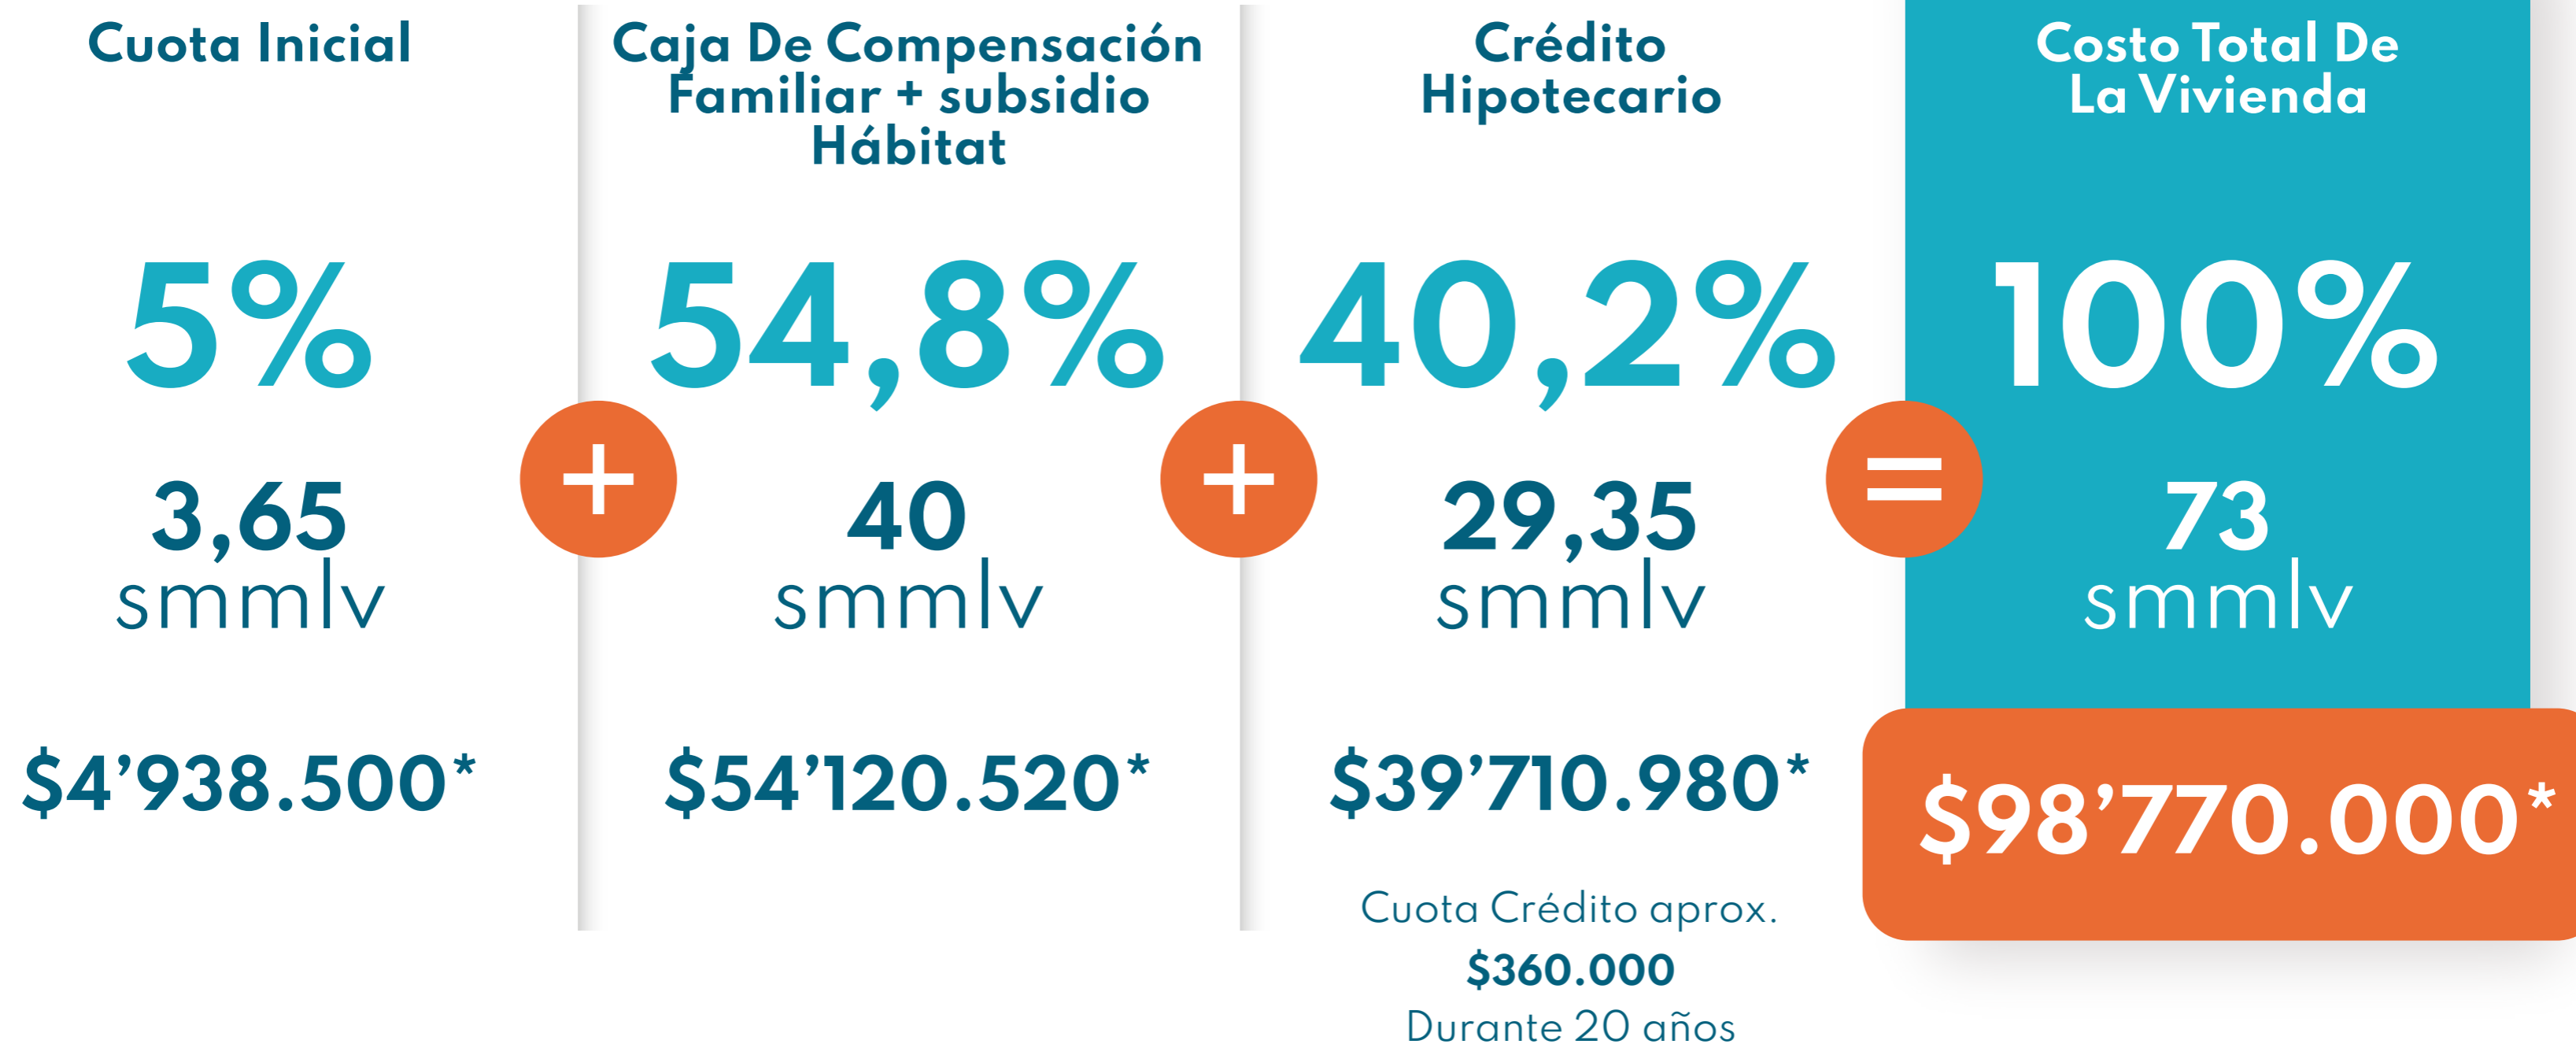 Cuota Inicial
5%
3,65
smmlv
$4’938.500*
+
Caja De Compensación
Familiar + subsidio
Hábitat
54,8%
40
smmlv
$54’120.520*
+
Crédito
Hipotecario
40,2%
29,35
smmlv
$39’710.980*
Cuota Crédito aprox.
$360.000
Durante 20 años
=
Costo Total De
La Vivienda
100%
73
smmlv
$98’770.000*